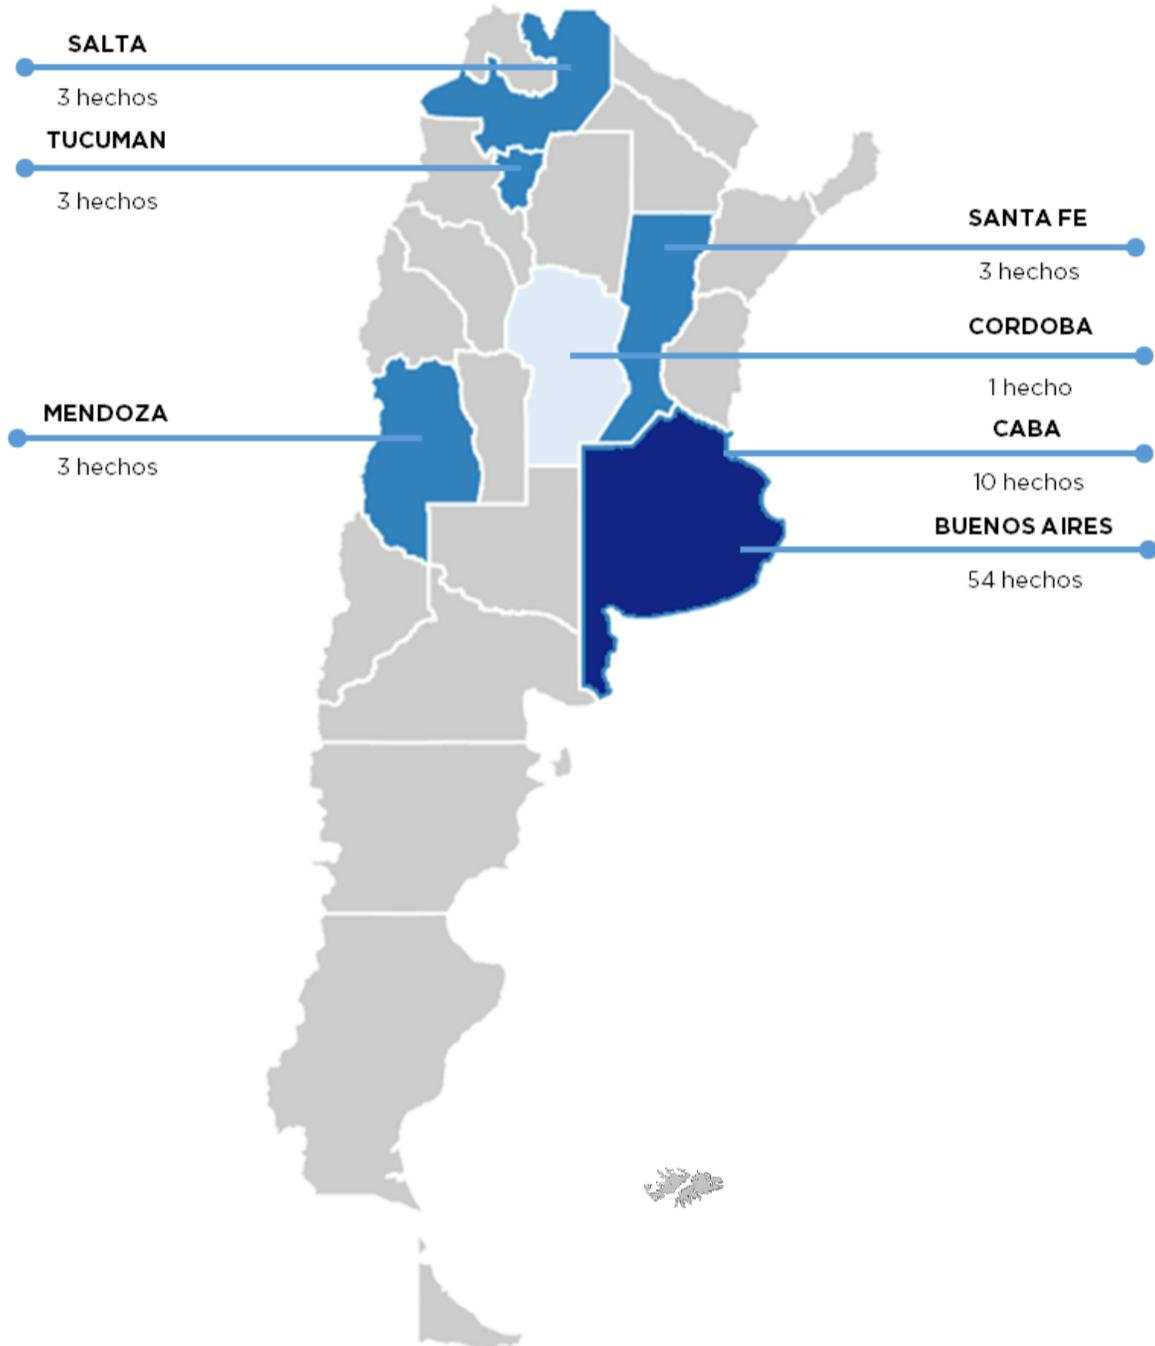 SALTA
3 hechos
TUCUMAN
3 hechos
MENDOZA
3 hechos
SANTA FE
3 hechos
CORDOBA
1 hecho
CABA
10 hechos
BUENOS AIRES
54 hechos